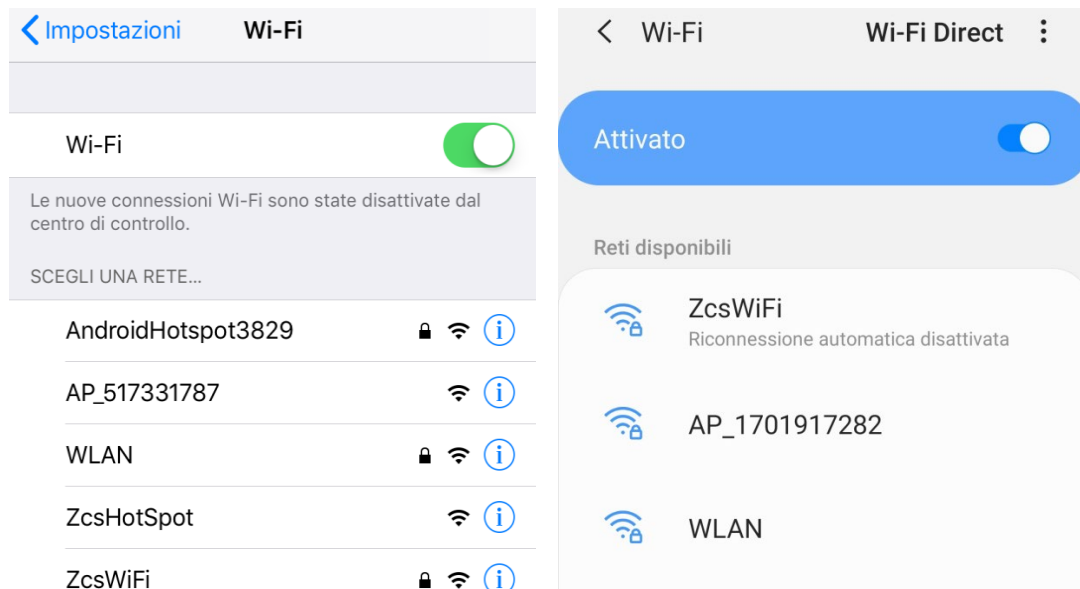 Impostazioni Wi-Fi
Wi-Fi
Le nuove connessioni Wi-Fi sono state disattivate dal
centro di controllo.
SCEGLI UNA RETE...
AndroidHotspot3829
AP_517331787
WLAN
ZcsHotSpot
ZcsWiFi
Wi-Fi Wi-Fi Direct
Attivato
Reti disponibili
ZcsWiFi
Riconnessione automatica disattivata
AP_1701917282
WLAN